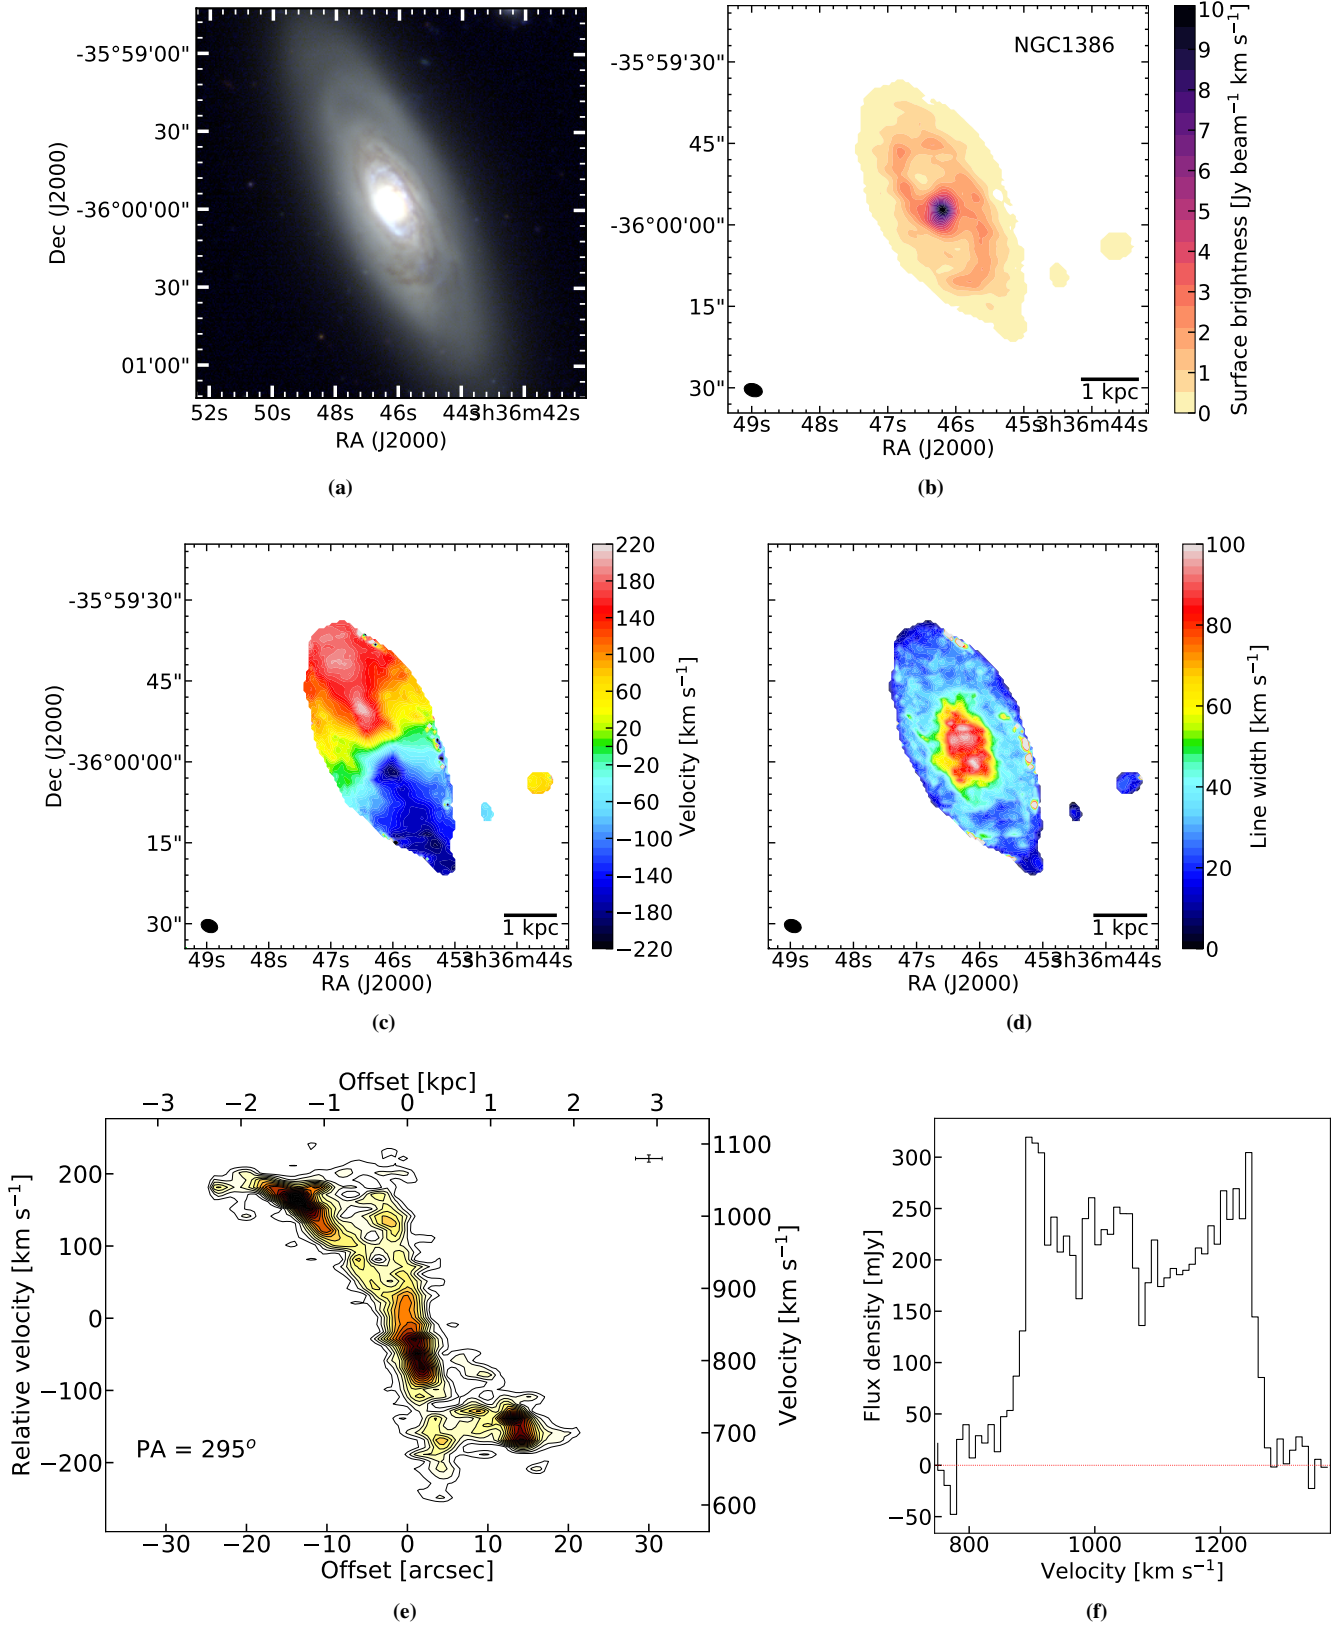 -35°59'00"
30"
-36°00'00"
30"
01'00"
Dec (J2000)
52s 50s 48s 46s 44s 3h36m42s
RA (J2000)
(a)
NGC1386
-35°59'30"
45"
-36°00'00"
15"
30"
1 kpc
49s 48s 47s 46s 45s 3h36m44s
RA (J2000)
10
9
8
7
6
5
4
3
2
1
0
Surface brightness [Jy beam⁻¹ km s⁻¹]
(b)
-35°59'30"
45"
-36°00'00"
15"
30"
Dec (J2000)
1 kpc
49s 48s 47s 46s 45s 3h36m44s
RA (J2000)
220
180
140
100
60
20
0
−20
−60
−100
−140
−180
−220
Velocity [km s⁻¹]
(c)
1 kpc
49s 48s 47s 46s 45s 3h36m44s
RA (J2000)
100
80
60
40
20
0
Line width [km s⁻¹]
(d)
Offset [kpc]
−3 −2 −1 0 1 2 3
200
100
0
−100
−200
Relative velocity [km s⁻¹]
PA = 295°
1100
1000
900
800
700
600
Velocity [km s⁻¹]
−30 −20 −10 0 10 20 30
Offset [arcsec]
(e)
300
250
200
150
100
50
0
−50
Flux density [mJy]
800 1000 1200
Velocity [km s⁻¹]
(f)